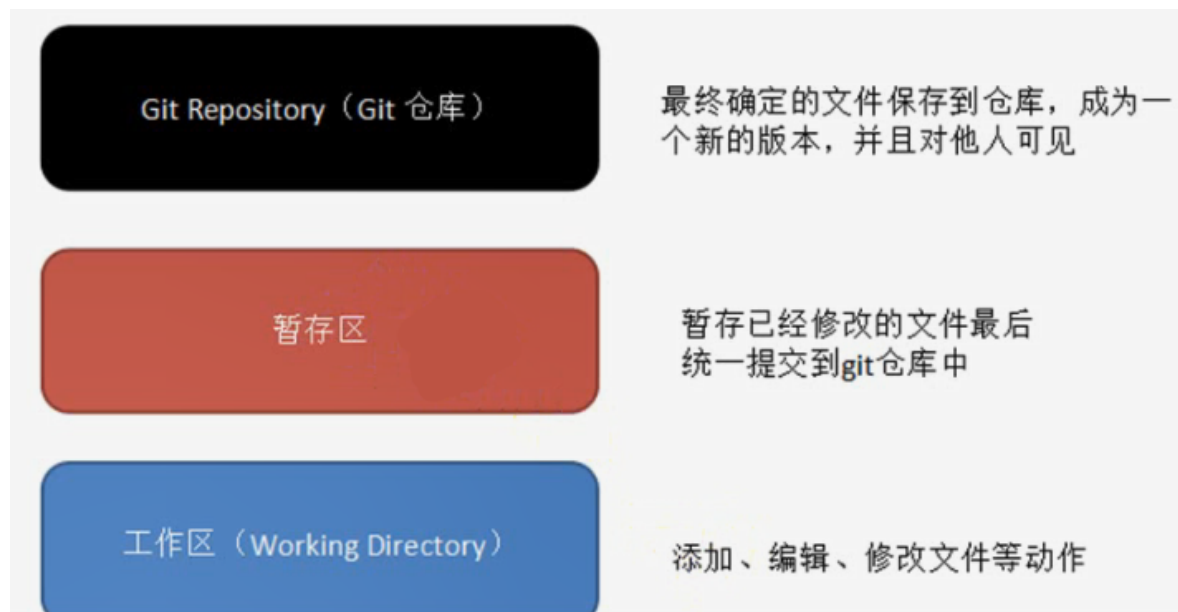 Git Repository（Git 仓库）
最终确定的文件保存到仓库，成为一
个新的版本，并且对他人可见
暂存区
暂存已经修改的文件最后
统一提交到git仓库中
工作区（Working Directory）
添加、编辑、修改文件等动作